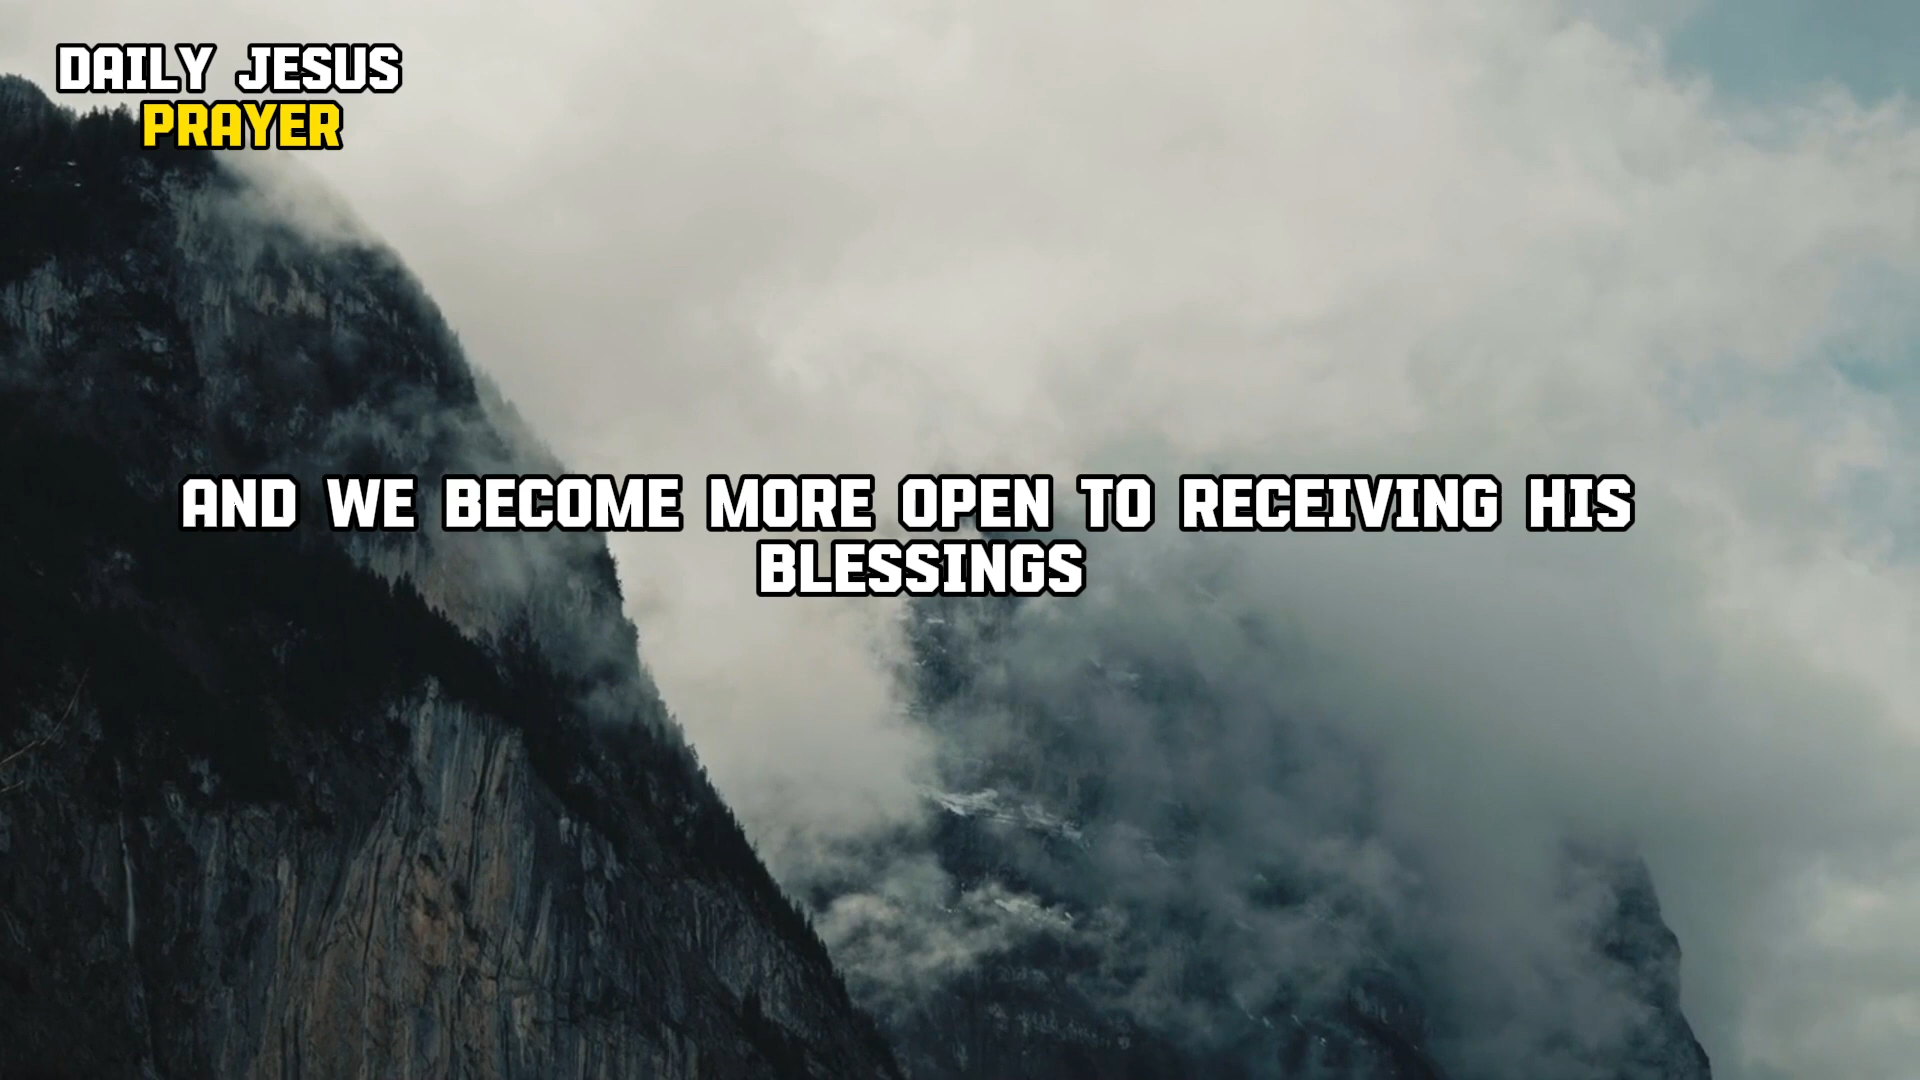 DAILY JESUS
PRAYER
AND WE BECOME MORE OPEN TO RECEIVING HIS
BLESSINGS